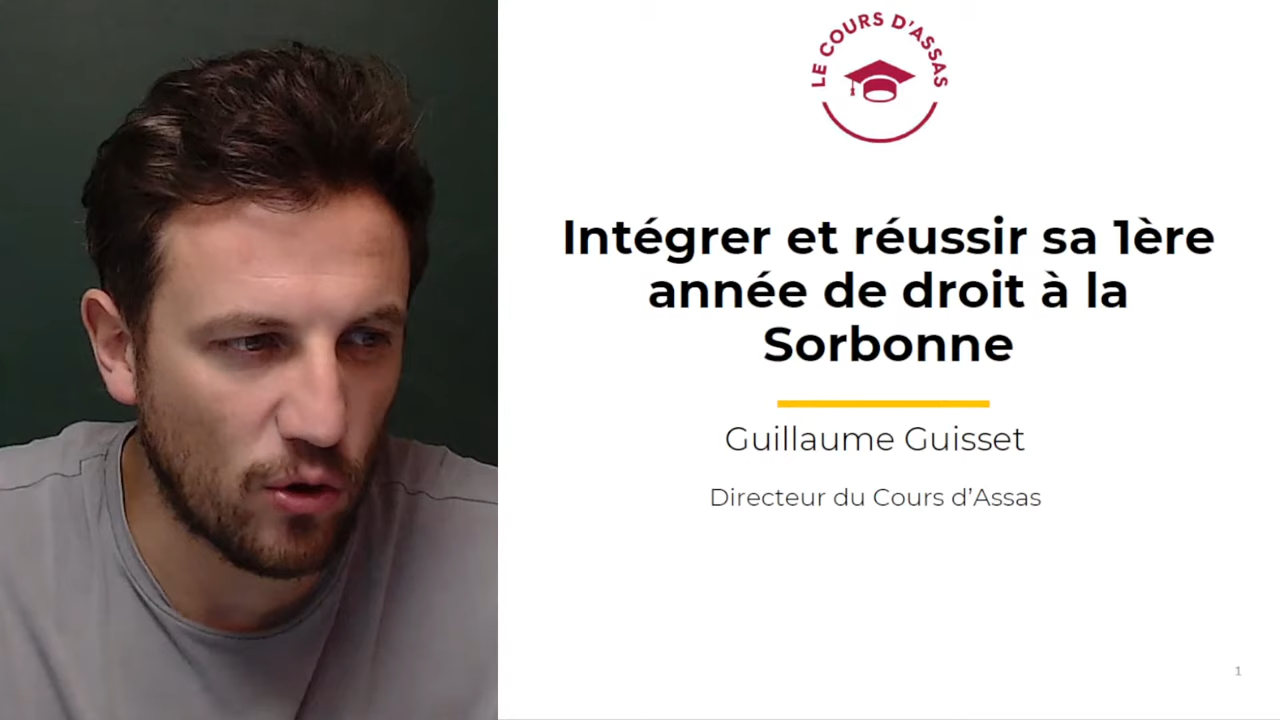 LE COURS D'ASSAS
Intégrer et réussir sa 1ère
année de droit à la
Sorbonne
Guillaume Guisset
Directeur du Cours d’Assas
1